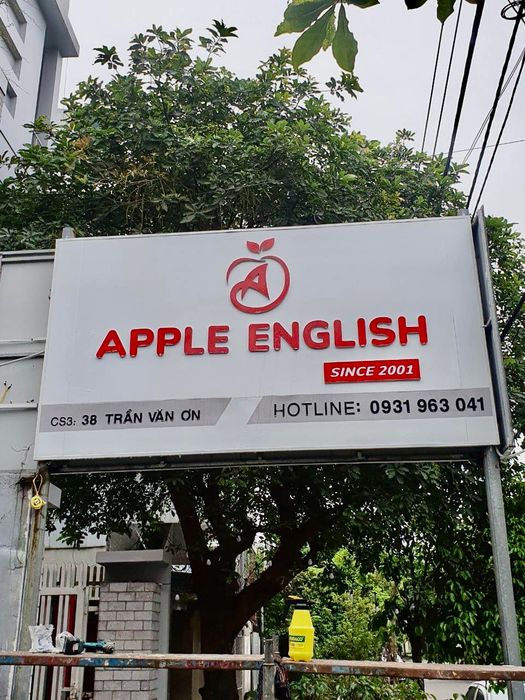 A
APPLE ENGLISH
SINCE 2001
CS3: 38 TRẦN VĂN ƠN
HOTLINE: 0931 963 041